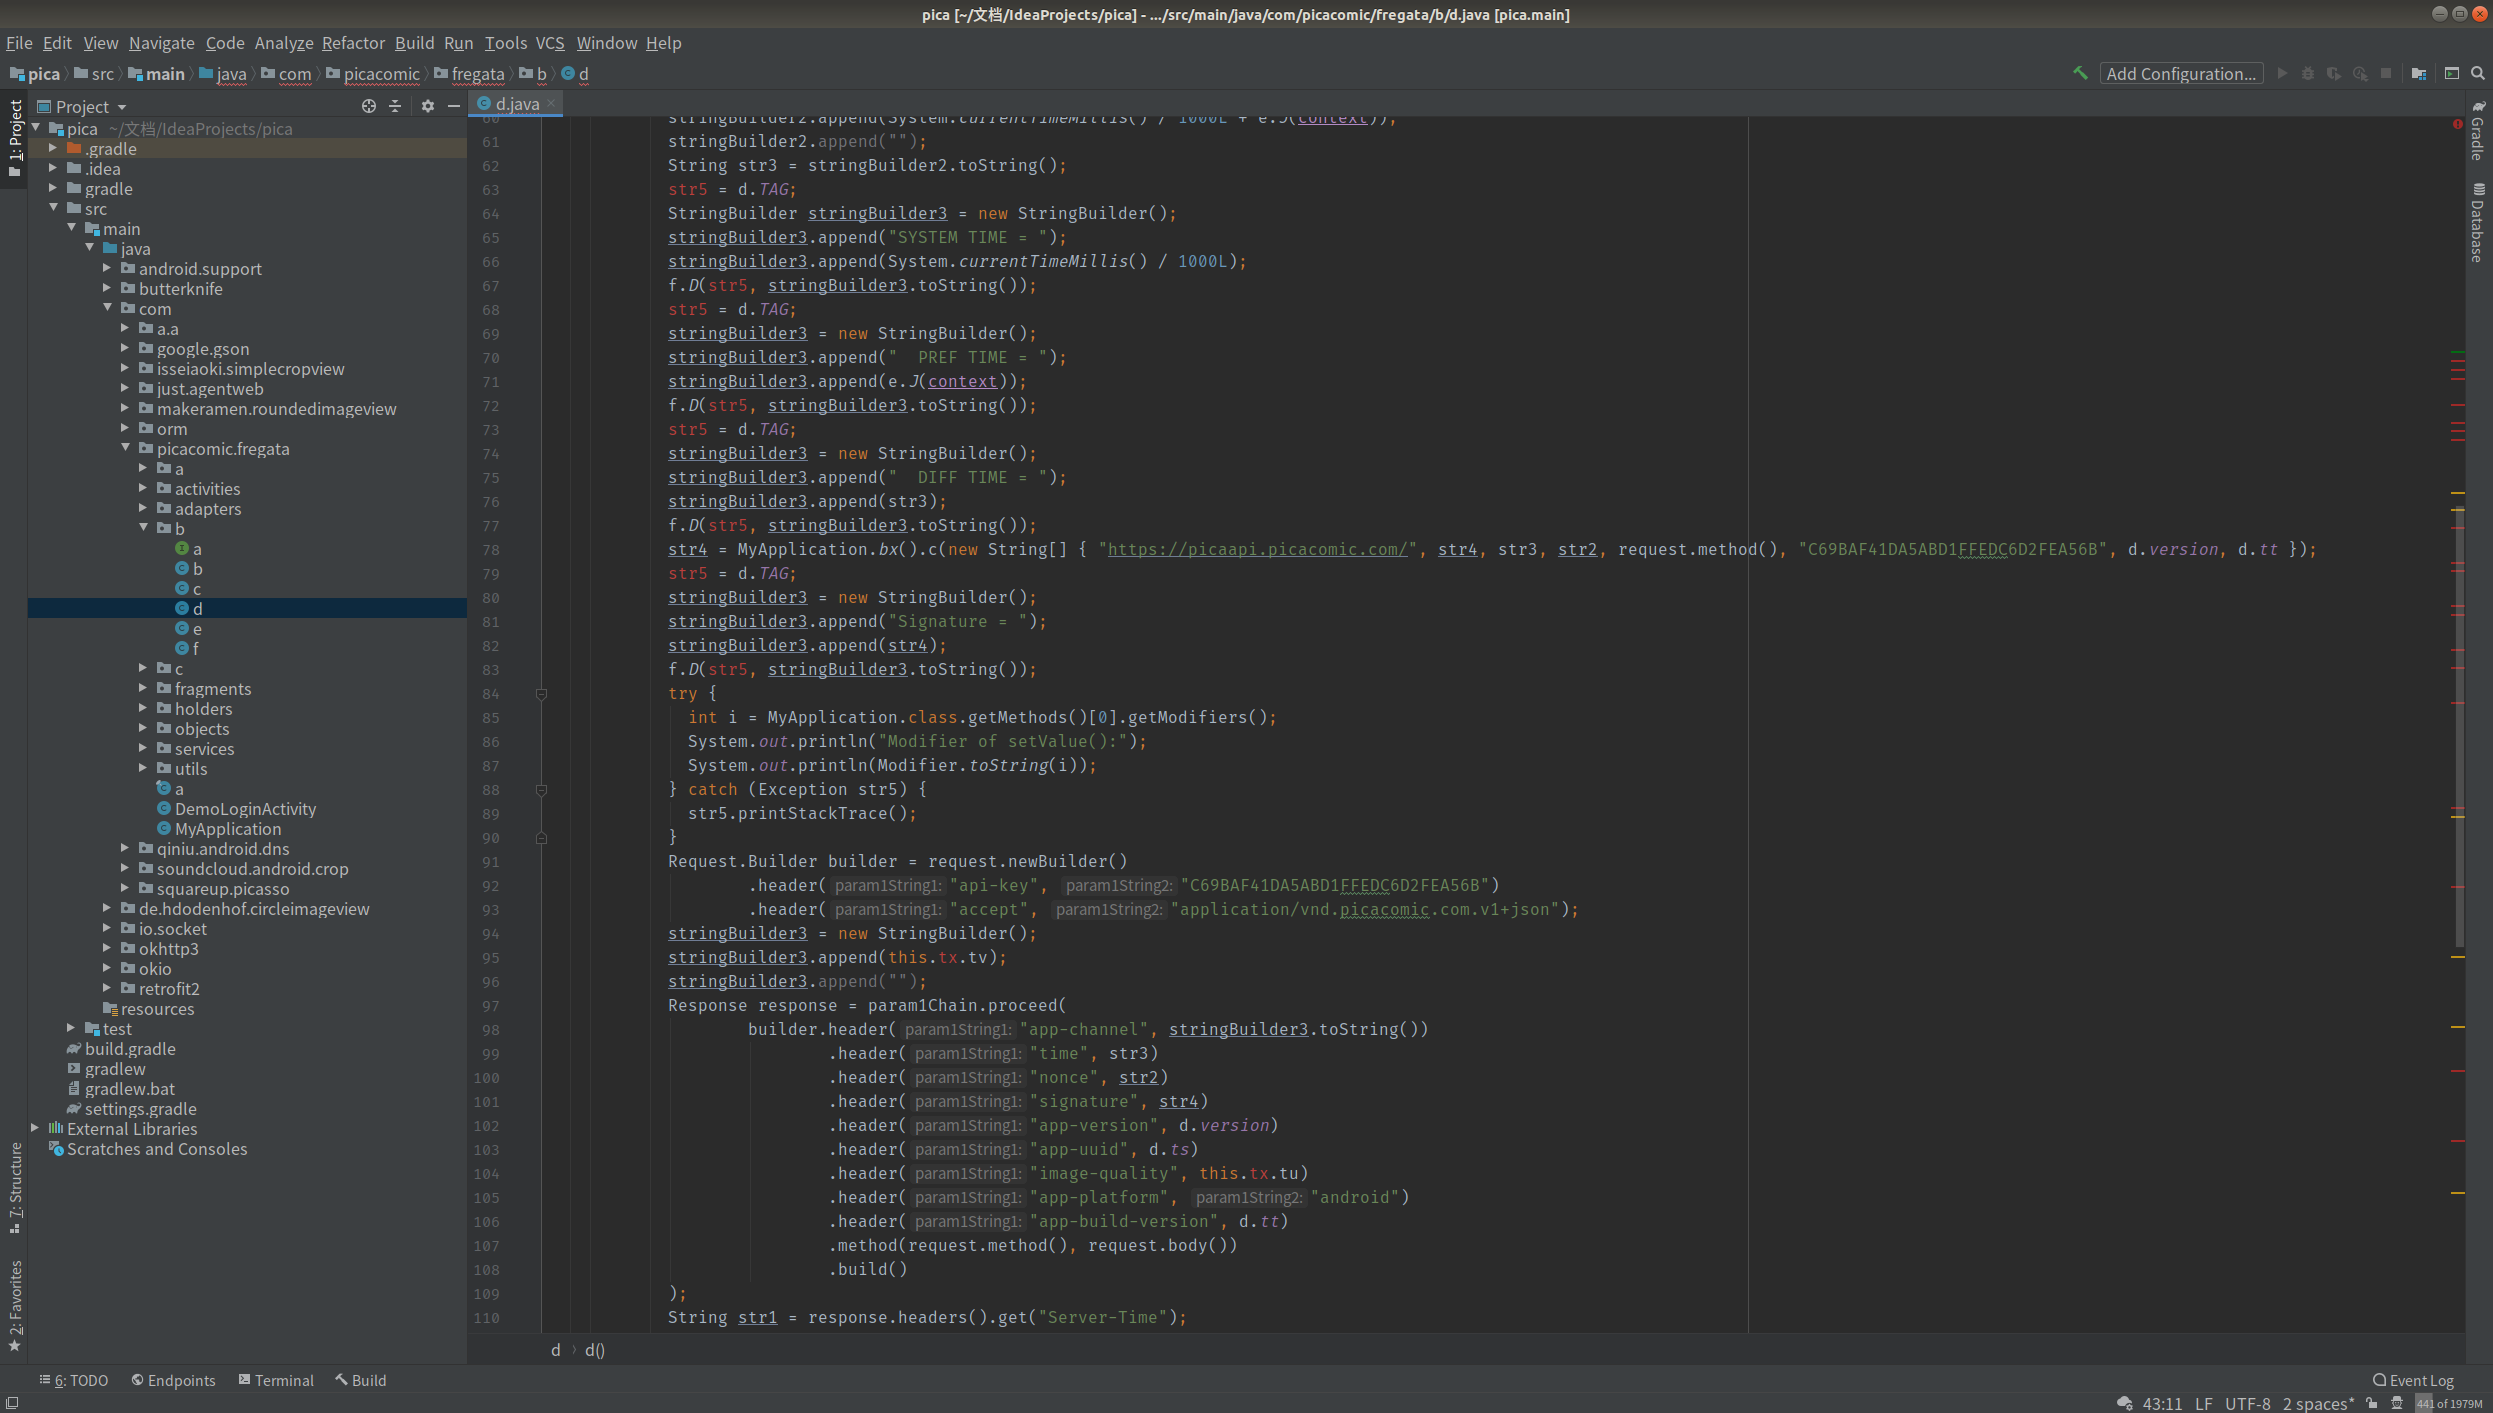 pica [~/文档/IdeaProjects/pica] - .../src/main/java/com/picacomic/fregata/b/d.java [pica.main]
File Edit View Navigate Code Analyze Refactor Build Run Tools VCS Window Help
pica src main java com picacomic fregata b d
Add Configuration...
1: Project
7: Structure
2: Favorites
Project
pica ~/文档/IdeaProjects/pica
.gradle
.idea
gradle
src
main
java
android.support
butterknife
com
a.a
google.gson
isseiaoki.simplecropview
just.agentweb
makeramen.roundedimageview
orm
picacomic.fregata
a
activities
adapters
b
a
b
c
d
e
f
c
fragments
holders
objects
services
utils
a
DemoLoginActivity
MyApplication
qiniu.android.dns
soundcloud.android.crop
squareup.picasso
de.hdodenhof.circleimageview
io.socket
okhttp3
okio
retrofit2
resources
test
build.gradle
gradlew
gradlew.bat
settings.gradle
External Libraries
Scratches and Consoles
d.java
60 stringBuilder2.append(System.currentTimeMillis() / 1000L + e.J(context));
61 stringBuilder2.append("");
62 String str3 = stringBuilder2.toString();
63 str5 = d.TAG;
64 StringBuilder stringBuilder3 = new StringBuilder();
65 stringBuilder3.append("SYSTEM TIME = ");
66 stringBuilder3.append(System.currentTimeMillis() / 1000L);
67 f.D(str5, stringBuilder3.toString());
68 str5 = d.TAG;
69 stringBuilder3 = new StringBuilder();
70 stringBuilder3.append("  PREF TIME = ");
71 stringBuilder3.append(e.J(context));
72 f.D(str5, stringBuilder3.toString());
73 str5 = d.TAG;
74 stringBuilder3 = new StringBuilder();
75 stringBuilder3.append("  DIFF TIME = ");
76 stringBuilder3.append(str3);
77 f.D(str5, stringBuilder3.toString());
78 str4 = MyApplication.bx().c(new String[] { "https://picaapi.picacomic.com/", str4, str3, str2, request.method(), "C69BAF41DA5ABD1FFEDC6D2FEA56B", d.version, d.tt });
79 str5 = d.TAG;
80 stringBuilder3 = new StringBuilder();
81 stringBuilder3.append("Signature = ");
82 stringBuilder3.append(str4);
83 f.D(str5, stringBuilder3.toString());
84 try {
85 int i = MyApplication.class.getMethods()[0].getModifiers();
86 System.out.println("Modifier of setValue():");
87 System.out.println(Modifier.toString(i));
88 } catch (Exception str5) {
89 str5.printStackTrace();
90 }
91 Request.Builder builder = request.newBuilder()
92 .header( param1String1: "api-key", param1String2: "C69BAF41DA5ABD1FFEDC6D2FEA56B")
93 .header( param1String1: "accept", param1String2: "application/vnd.picacomic.com.v1+json");
94 stringBuilder3 = new StringBuilder();
95 stringBuilder3.append(this.tx.tv);
96 stringBuilder3.append("");
97 Response response = param1Chain.proceed(
98 builder.header( param1String1: "app-channel", stringBuilder3.toString())
99 .header( param1String1: "time", str3)
100 .header( param1String1: "nonce", str2)
101 .header( param1String1: "signature", str4)
102 .header( param1String1: "app-version", d.version)
103 .header( param1String1: "app-uuid", d.ts)
104 .header( param1String1: "image-quality", this.tx.tu)
105 .header( param1String1: "app-platform", param1String2: "android")
106 .header( param1String1: "app-build-version", d.tt)
107 .method(request.method(), request.body())
108 .build()
109 );
110 String str1 = response.headers().get("Server-Time");
d d()
Gradle
Database
6: TODO Endpoints Terminal Build Event Log
43:11 LF UTF-8 2 spaces* 441 of 1979M